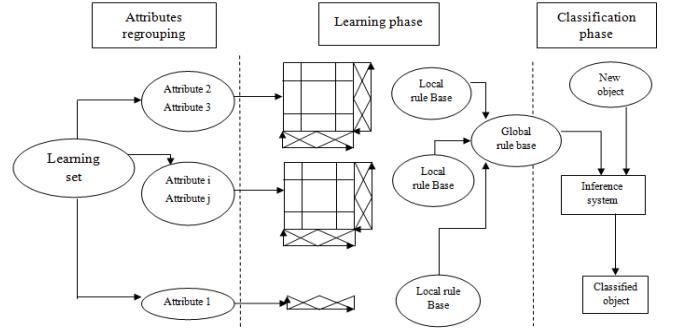 Attributes
regrouping
Learning phase
Classification
phase
Attribute 2
Attribute 3
Local
rule Base
New
object
Learning
set
Global
rule base
Attribute i
Attribute j
Local
rule Base
Inference
system
Attribute 1
Local rule
Base
Classified
object